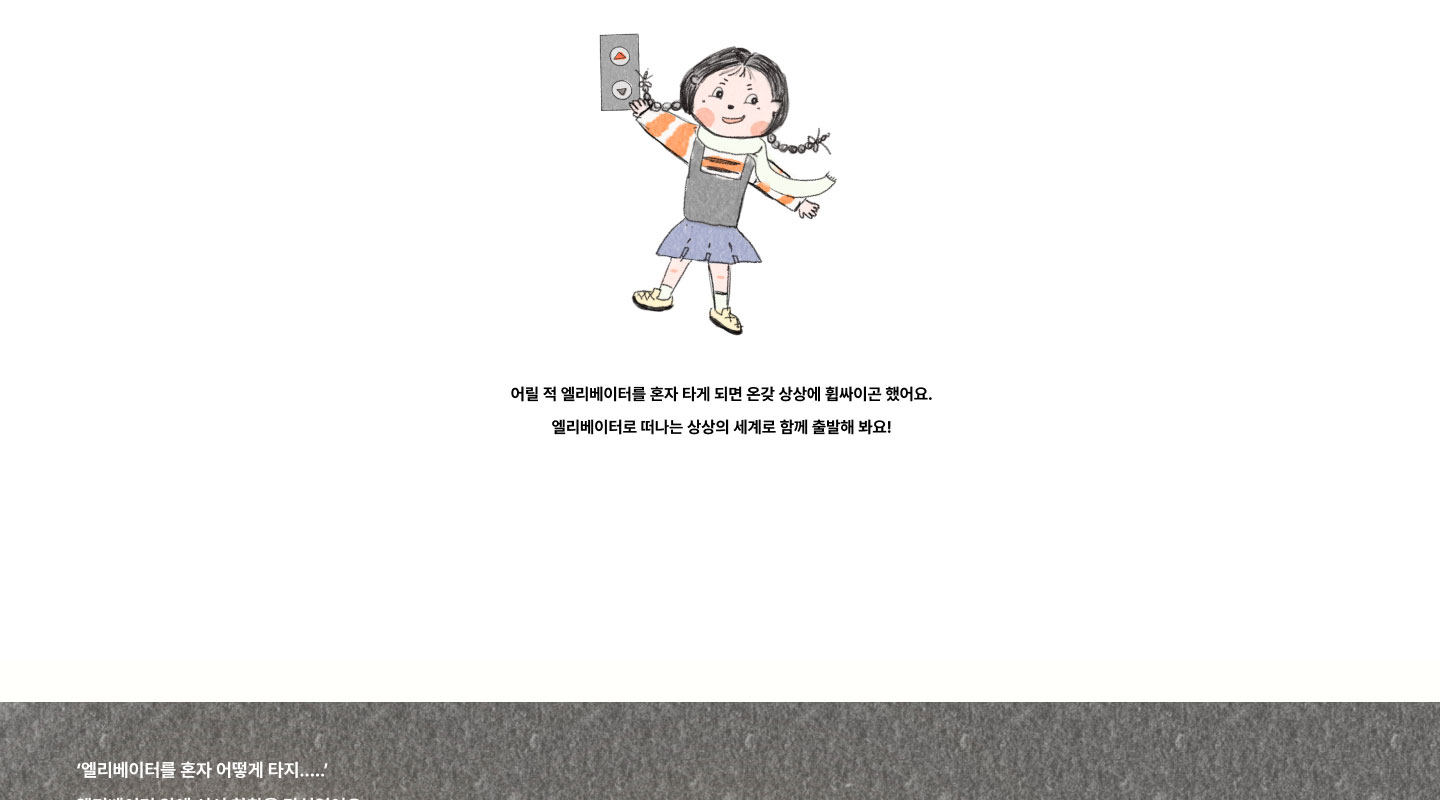 어릴 적 엘리베이터를 혼자 타게 되면 온갖 상상에 휩싸이곤 했어요.
엘리베이터로 떠나는 상상의 세계로 함께 출발해 봐요!
‘엘리베이터를 혼자 어떻게 타지.....’